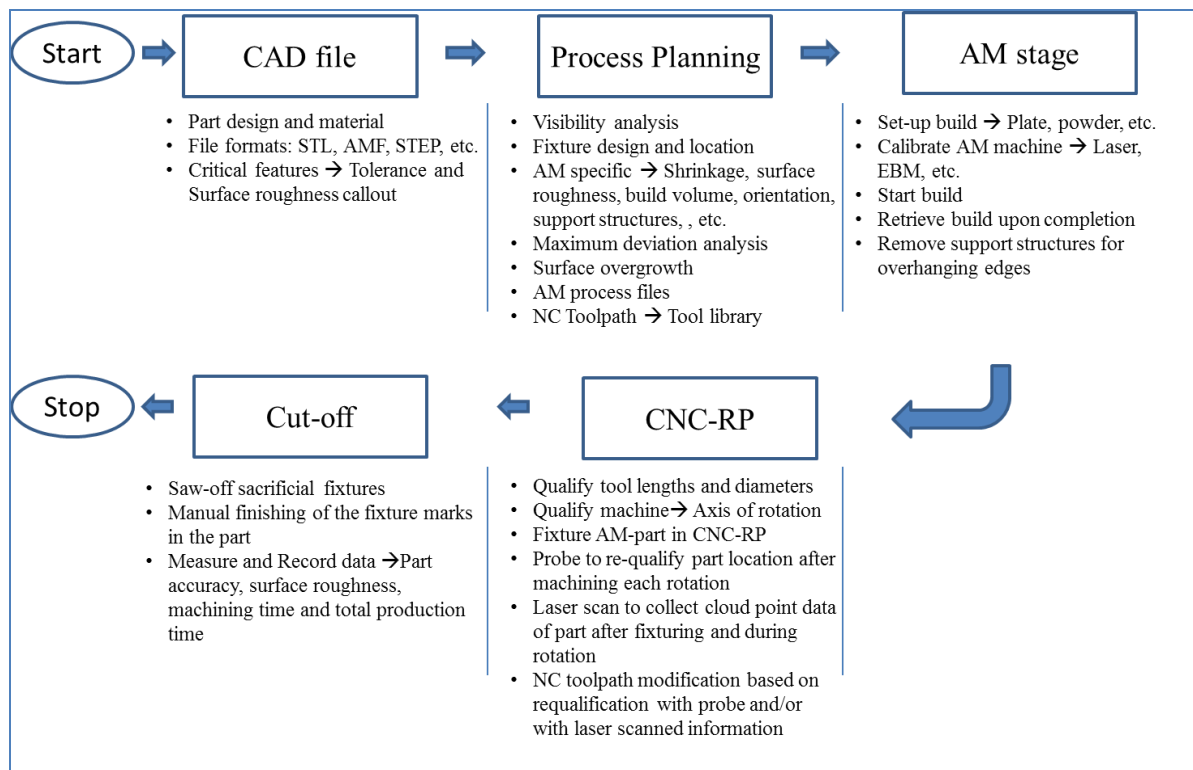 Start
CAD file
Process Planning
AM stage
• Part design and material
• File formats: STL, AMF, STEP, etc.
• Critical features → Tolerance and
Surface roughness callout
• Visibility analysis
• Fixture design and location
• AM specific → Shrinkage, surface
roughness, build volume, orientation,
support structures, , etc.
• Maximum deviation analysis
• Surface overgrowth
• AM process files
• NC Toolpath → Tool library
• Set-up build → Plate, powder, etc.
• Calibrate AM machine → Laser,
EBM, etc.
• Start build
• Retrieve build upon completion
• Remove support structures for
overhanging edges
Stop
Cut-off
CNC-RP
• Saw-off sacrificial fixtures
• Manual finishing of the fixture marks
in the part
• Measure and Record data →Part
accuracy, surface roughness,
machining time and total production
time
• Qualify tool lengths and diameters
• Qualify machine→ Axis of rotation
• Fixture AM-part in CNC-RP
• Probe to re-qualify part location after
machining each rotation
• Laser scan to collect cloud point data
of part after fixturing and during
rotation
• NC toolpath modification based on
requalification with probe and/or
with laser scanned information